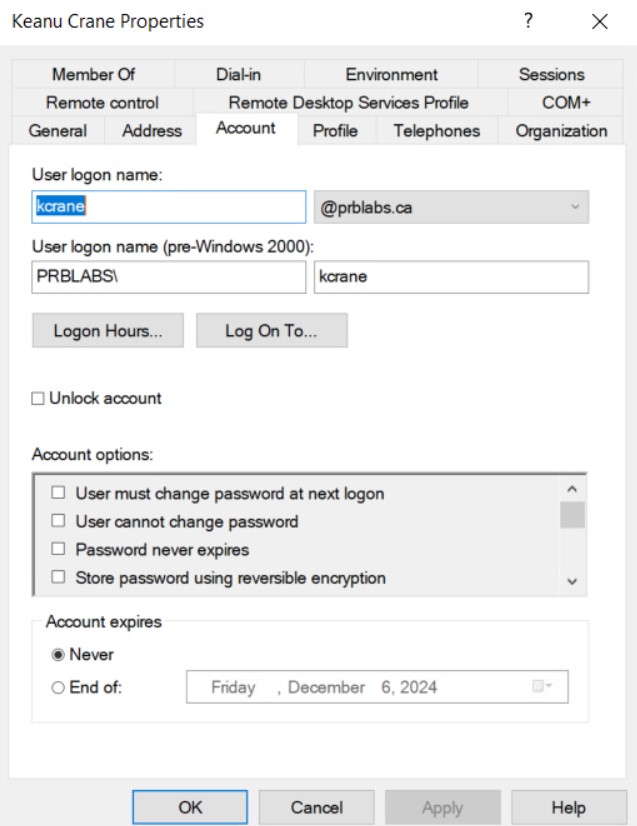 Keanu Crane Properties ?
Member Of Dial-in Environment Sessions
Remote control Remote Desktop Services Profile COM+
General Address Account Profile Telephones Organization
User logon name:
kcrane @prblabs.ca
User logon name (pre-Windows 2000):
PRBLABS\ kcrane
Logon Hours... Log On To...
Unlock account
Account options:
User must change password at next logon
User cannot change password
Password never expires
Store password using reversible encryption
Account expires
Never
End of: Friday , December 6, 2024
OK Cancel Apply Help